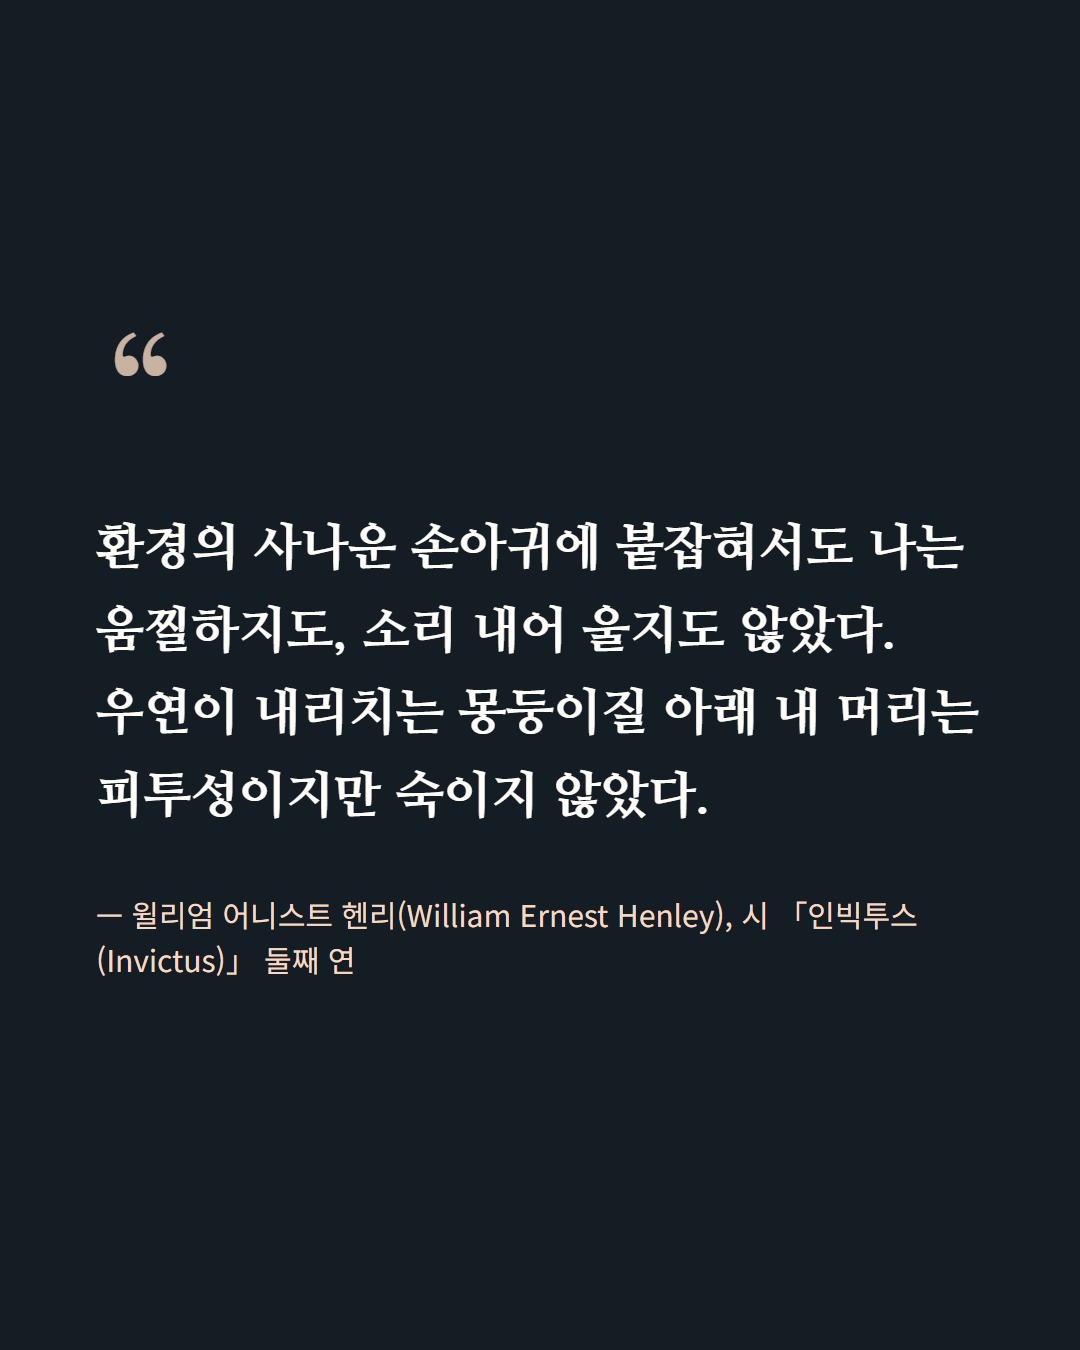 “
환경의 사나운 손아귀에 붙잡혀서도 나는
움찔하지도, 소리 내어 울지도 않았다.
우연이 내리치는 몽둥이질 아래 내 머리는
피투성이지만 숙이지 않았다.
— 윌리엄 어니스트 헨리(William Ernest Henley), 시 「인빅투스
(Invictus)」 둘째 연